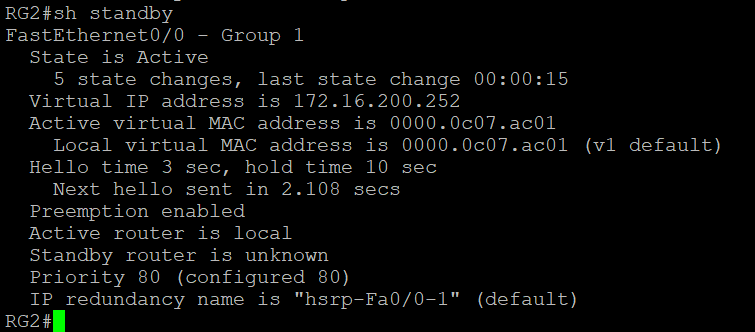 RG2#sh standby
FastEthernet0/0 - Group 1
  State is Active
    5 state changes, last state change 00:00:15
  Virtual IP address is 172.16.200.252
  Active virtual MAC address is 0000.0c07.ac01
    Local virtual MAC address is 0000.0c07.ac01 (v1 default)
  Hello time 3 sec, hold time 10 sec
    Next hello sent in 2.108 secs
  Preemption enabled
  Active router is local
  Standby router is unknown
  Priority 80 (configured 80)
  IP redundancy name is "hsrp-Fa0/0-1" (default)
RG2#